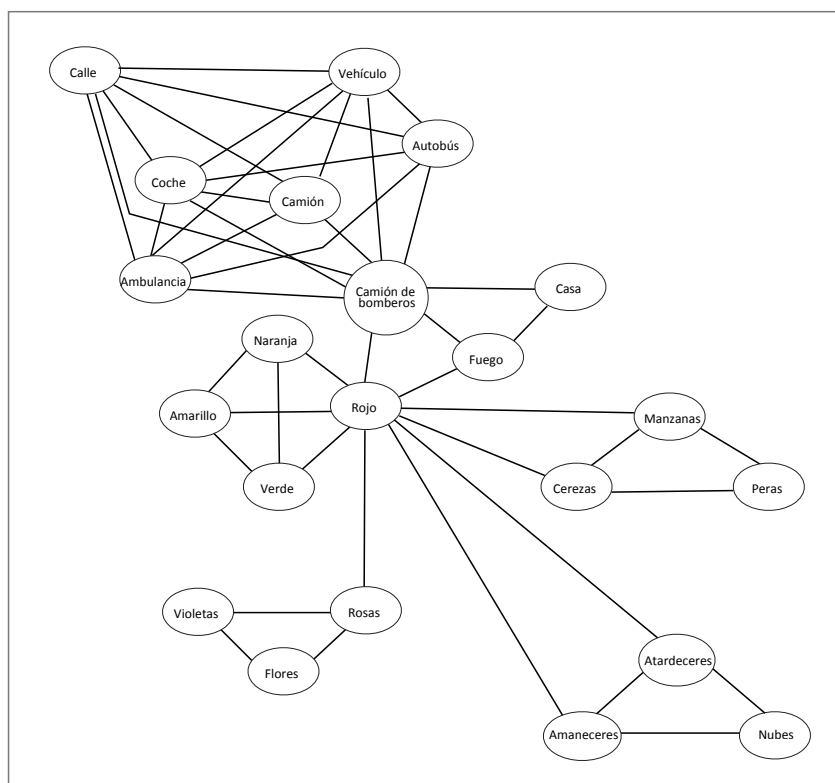 Calle
Vehículo
Autobús
Coche
Camión
Ambulancia
Camión de
bomberos
Casa
Naranja
Fuego
Amarillo
Rojo
Manzanas
Verde
Cerezas
Peras
Violetas
Rosas
Flores
Atardeceres
Amaneceres
Nubes